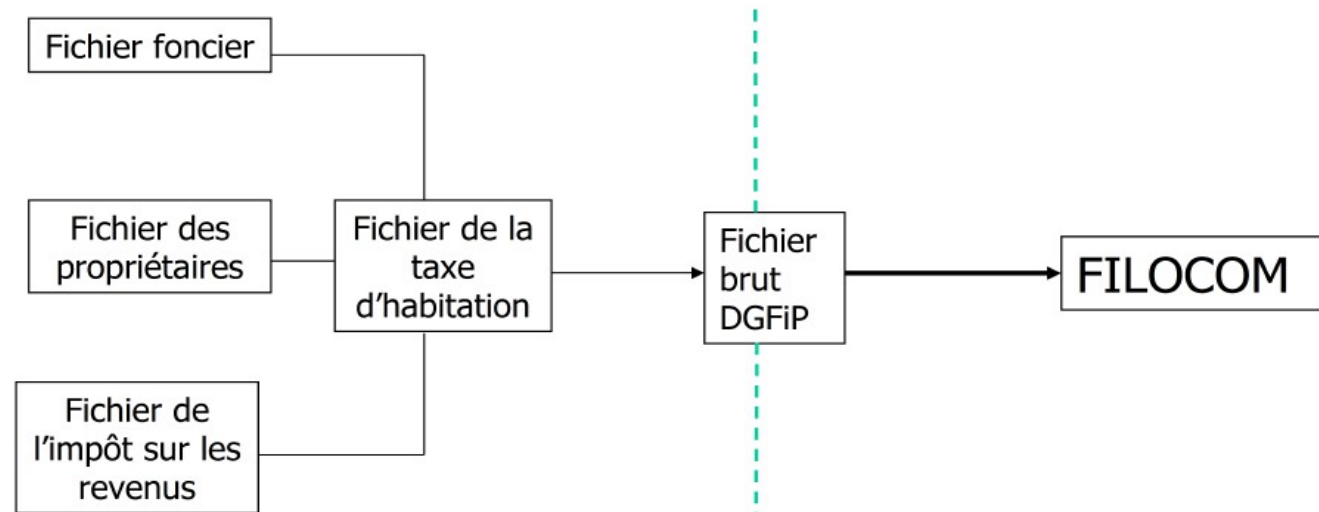 Fichier foncier
Fichier des
propriétaires
Fichier de
l'impôt sur les
revenus
Fichier de la
taxe
d'habitation
Fichier
brut
DGFiP
FILOCOM